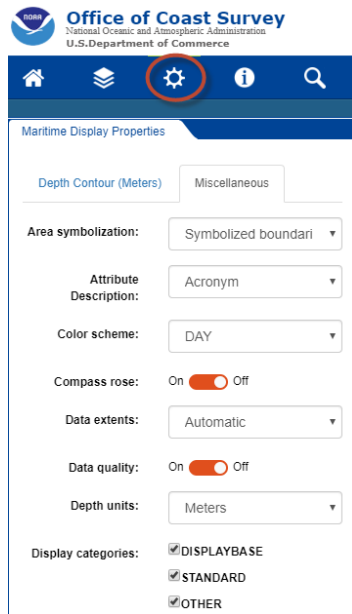 NOAA
Office of Coast Survey
National Oceanic and Atmospheric Administration
U.S.Department of Commerce
Maritime Display Properties
Depth Contour (Meters)
Miscellaneous
Area symbolization:
Symbolized boundari
Attribute
Description:
Acronym
Color scheme:
DAY
Compass rose:
On Off
Data extents:
Automatic
Data quality:
On Off
Depth units:
Meters
Display categories:
DISPLAYBASE
STANDARD
OTHER